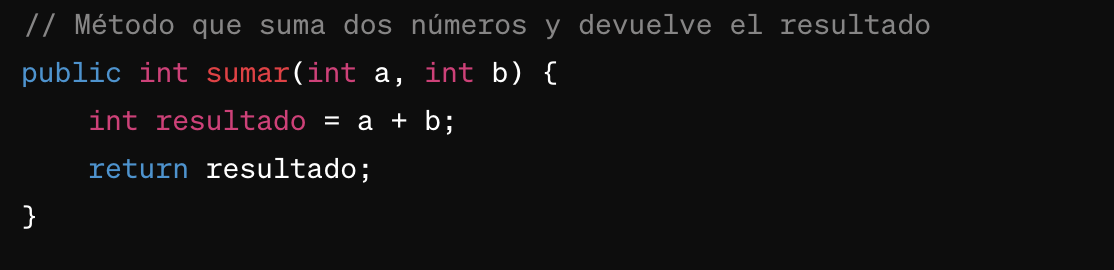 // Método que suma dos números y devuelve el resultado
public int sumar(int a, int b) {
    int resultado = a + b;
    return resultado;
}